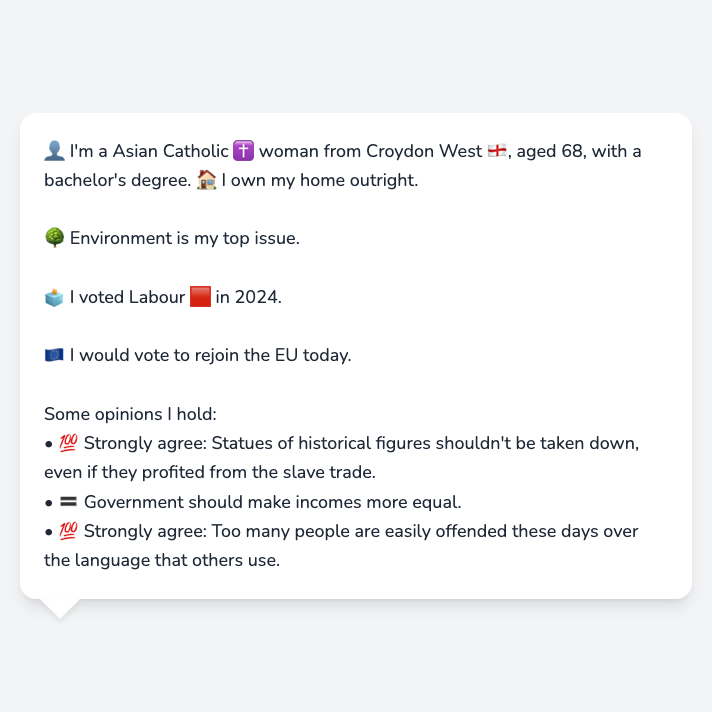 👤 I'm a Asian Catholic ✝️ woman from Croydon West 🏴󠁧󠁢󠁥󠁮󠁧󠁿, aged 68, with a
bachelor's degree. 🏠 I own my home outright.
🌳 Environment is my top issue.
🗳️ I voted Labour 🟥 in 2024.
🇪🇺 I would vote to rejoin the EU today.
Some opinions I hold:
• 💯 Strongly agree: Statues of historical figures shouldn't be taken down,
even if they profited from the slave trade.
• 🟰 Government should make incomes more equal.
• 💯 Strongly agree: Too many people are easily offended these days over
the language that others use.